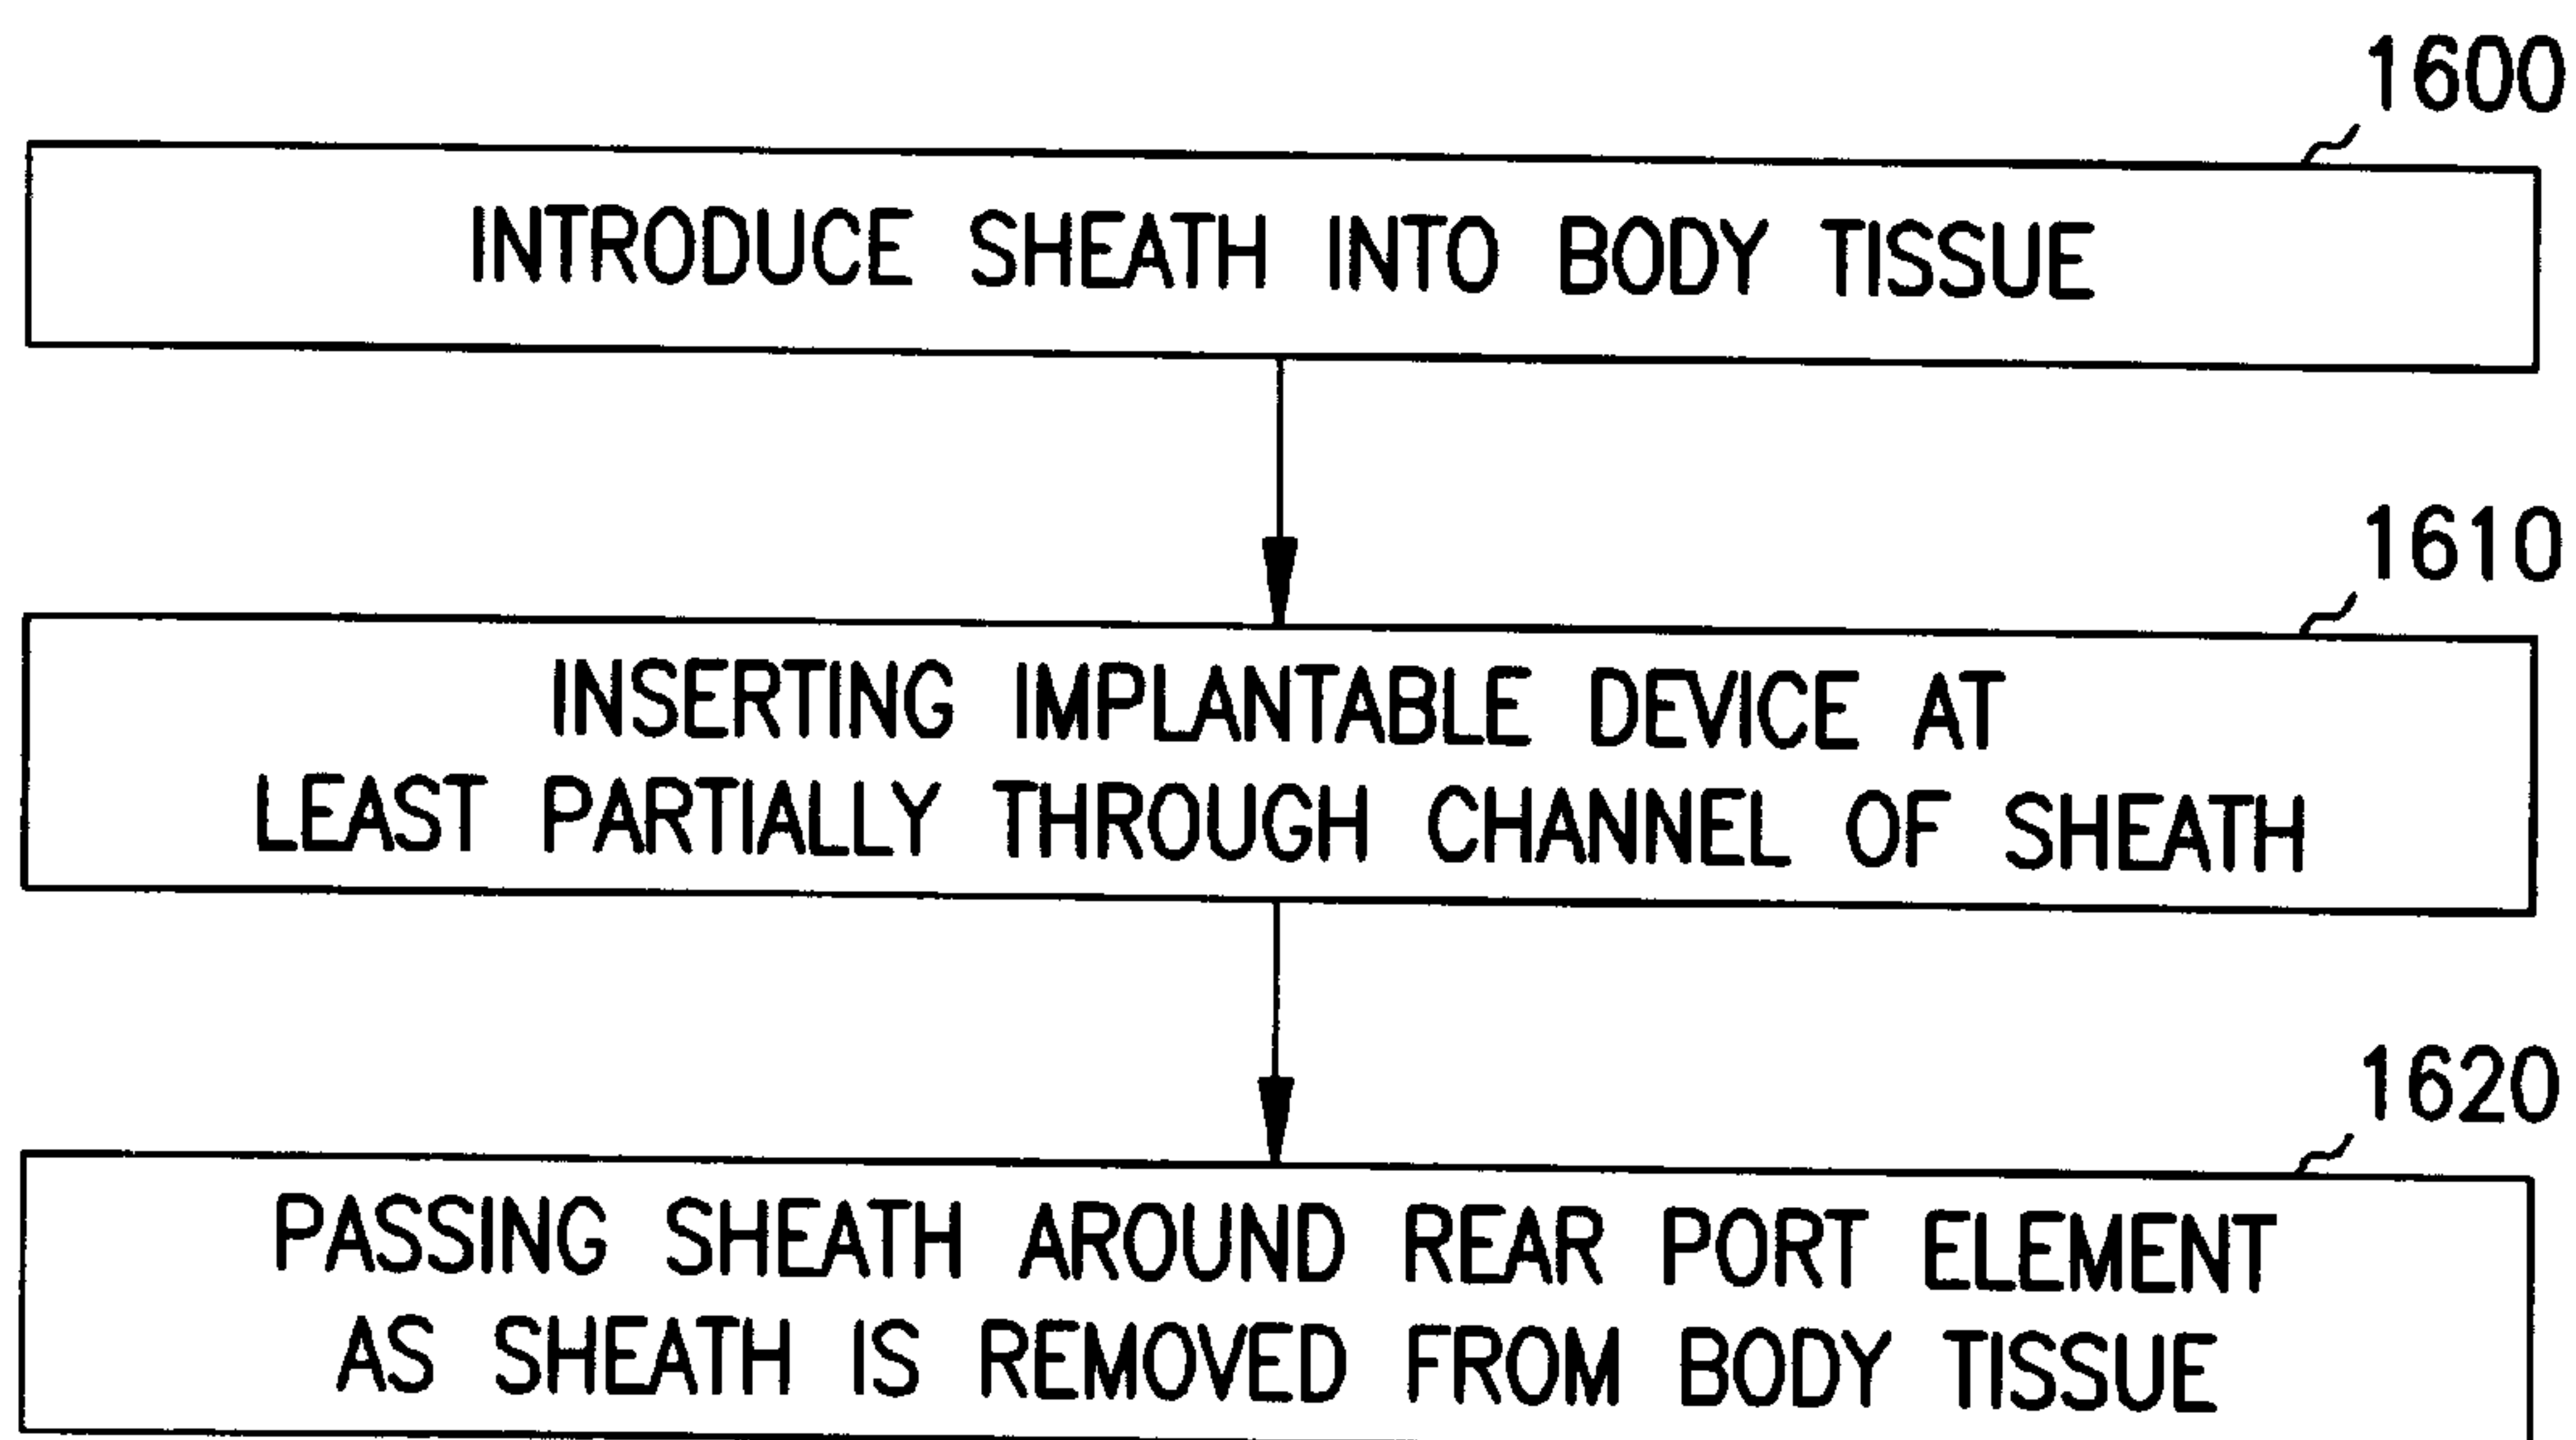 1600
INTRODUCE SHEATH INTO BODY TISSUE
1610
INSERTING IMPLANTABLE DEVICE AT
LEAST PARTIALLY THROUGH CHANNEL OF SHEATH
1620
PASSING SHEATH AROUND REAR PORT ELEMENT
AS SHEATH IS REMOVED FROM BODY TISSUE